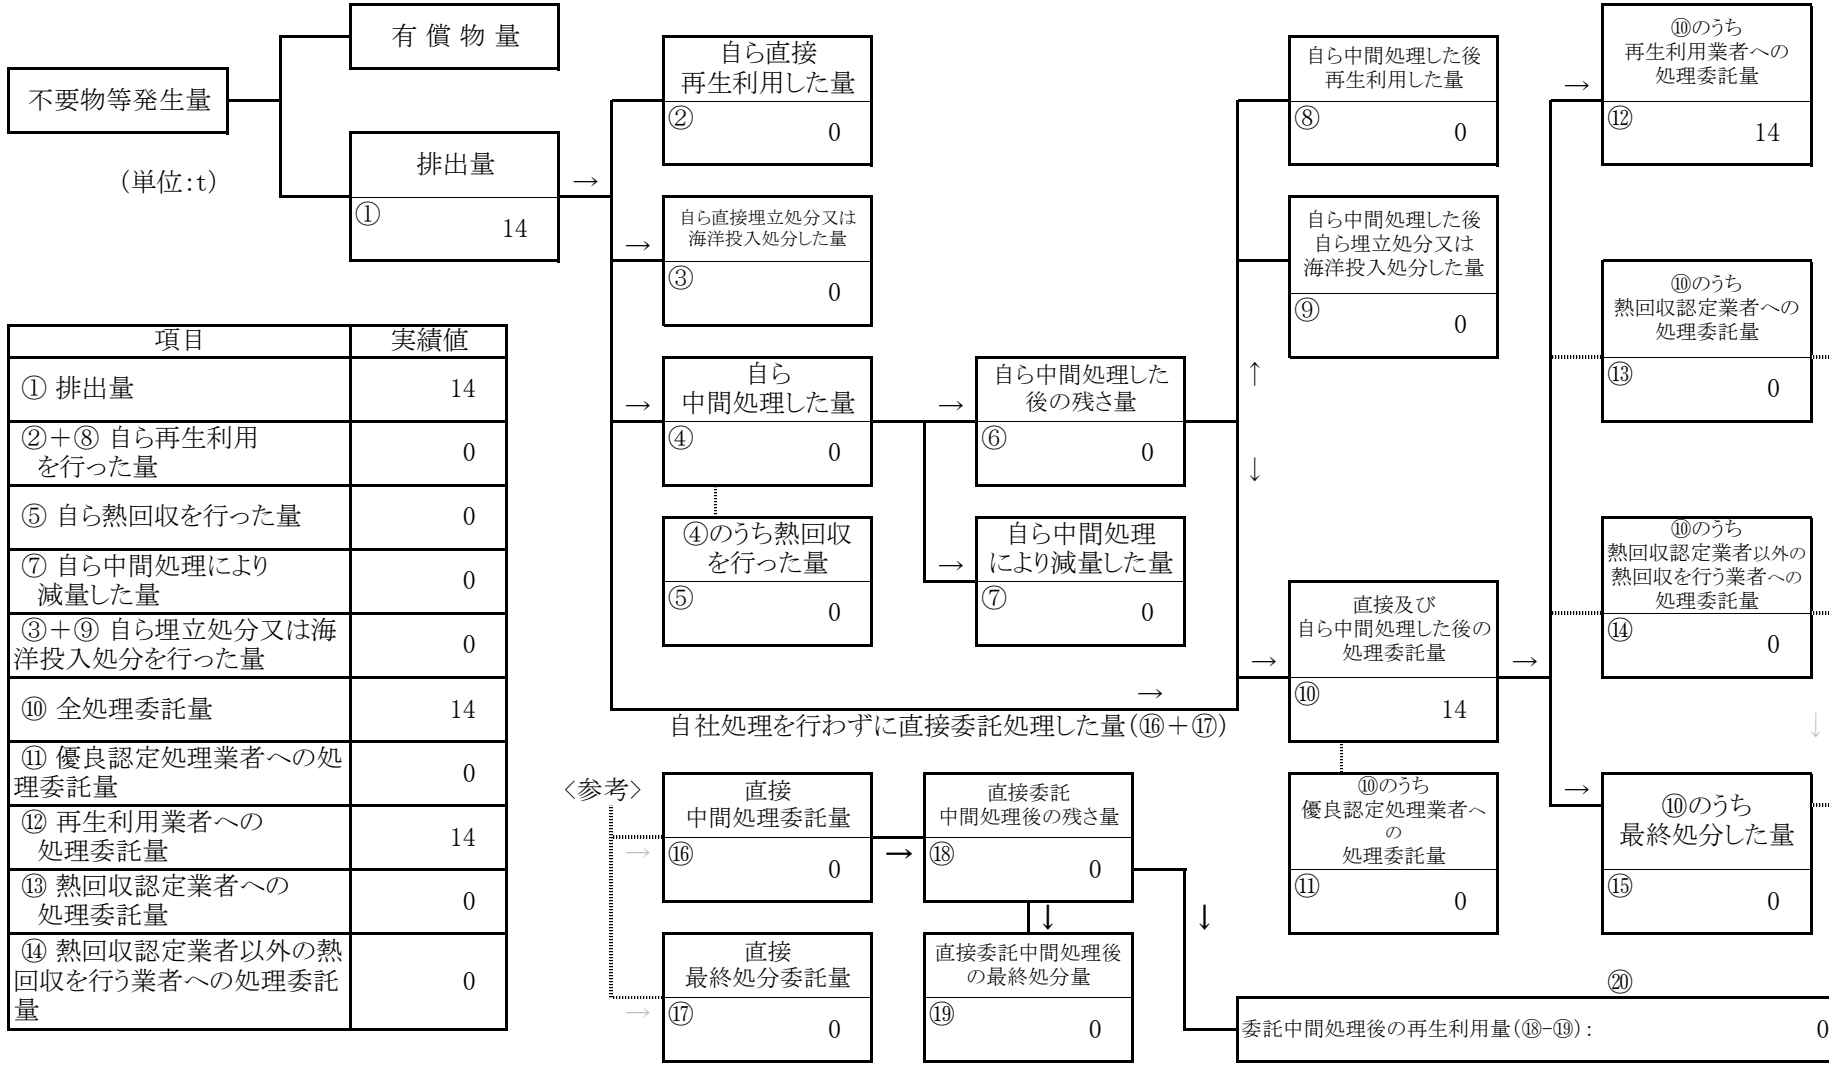 有 償 物 量
不要物等発生量
(単位:t)
排出量
①
14
→
自ら直接
再生利用した量
②
0
→
自ら直接埋立処分又は
海洋投入処分した量
③
0
→
自ら
中間処理した量
④
0
④のうち熱回収
を行った量
⑤
0
→
自ら中間処理した
後の残さ量
⑥
0
→
自ら中間処理
により減量した量
⑦
0
自ら中間処理した後
再生利用した量
⑧
0
自ら中間処理した後
自ら埋立処分又は
海洋投入処分した量
⑨
0
↑
↓
→
自社処理を行わずに直接委託処理した量(⑯+⑰)
→
直接及び
自ら中間処理した後の
処理委託量
⑩
14
→
⑩のうち
優良認定処理業者へ
の
処理委託量
⑪
0
→
⑩のうち
再生利用業者への
処理委託量
⑫
14
⑩のうち
熱回収認定業者への
処理委託量
⑬
0
⑩のうち
熱回収認定業者以外の
熱回収を行う業者への
処理委託量
⑭
0
↓
→
⑩のうち
最終処分した量
⑮
0
項目 実績値
① 排出量 14
②+⑧ 自ら再生利用
を行った量 0
⑤ 自ら熱回収を行った量 0
⑦ 自ら中間処理により
減量した量 0
③+⑨ 自ら埋立処分又は海
洋投入処分を行った量 0
⑩ 全処理委託量 14
⑪ 優良認定処理業者への処
理委託量 0
⑫ 再生利用業者への
処理委託量 14
⑬ 熱回収認定業者への
処理委託量 0
⑭ 熱回収認定業者以外の熱
回収を行う業者への処理委託
量 0
<参考>
→
直接
中間処理委託量
⑯
0
→
直接委託
中間処理後の残さ量
⑱
0
↓
↓
→
直接
最終処分委託量
⑰
0
直接委託中間処理後
の最終処分量
⑲
0
⑳
委託中間処理後の再生利用量(⑱-⑲): 0